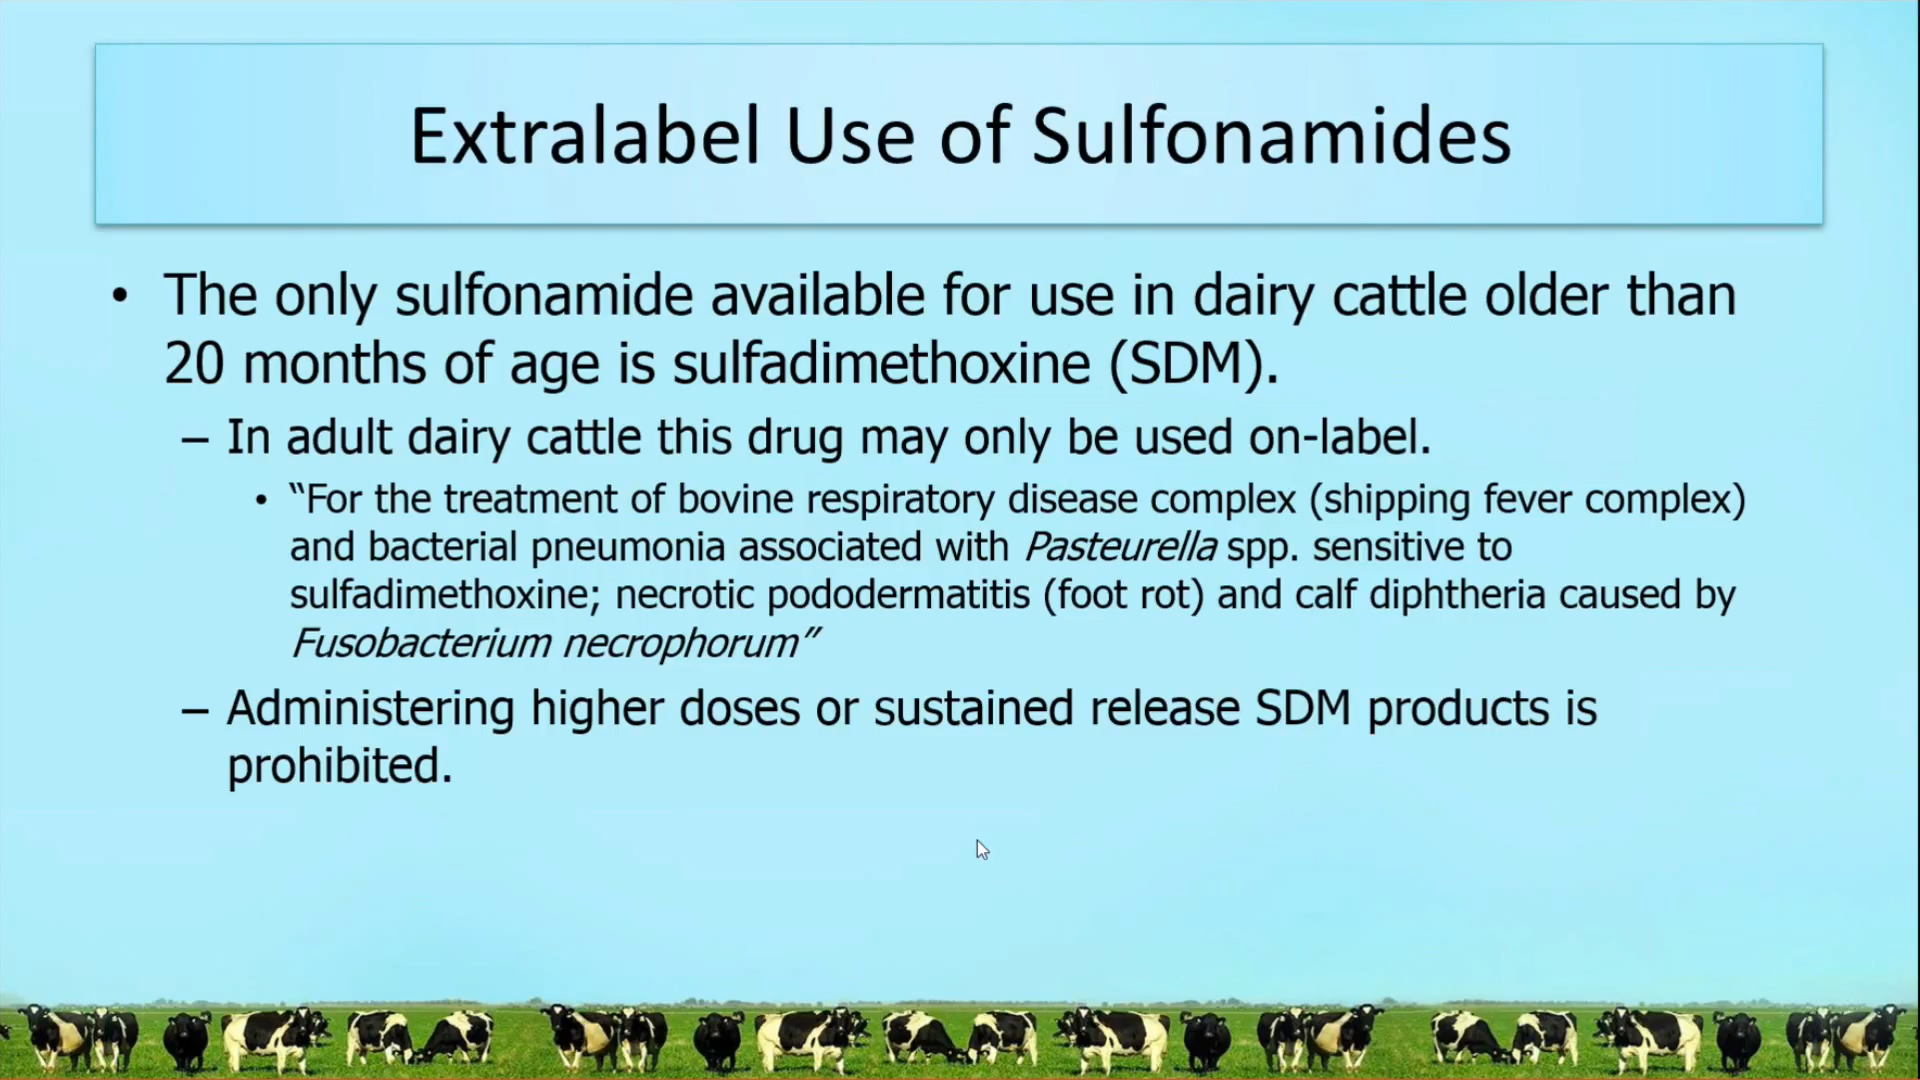 Extralabel Use of Sulfonamides
• The only sulfonamide available for use in dairy cattle older than
20 months of age is sulfadimethoxine (SDM).
– In adult dairy cattle this drug may only be used on-label.
• “For the treatment of bovine respiratory disease complex (shipping fever complex)
and bacterial pneumonia associated with Pasteurella spp. sensitive to
sulfadimethoxine; necrotic pododermatitis (foot rot) and calf diphtheria caused by
Fusobacterium necrophorum”
– Administering higher doses or sustained release SDM products is
prohibited.